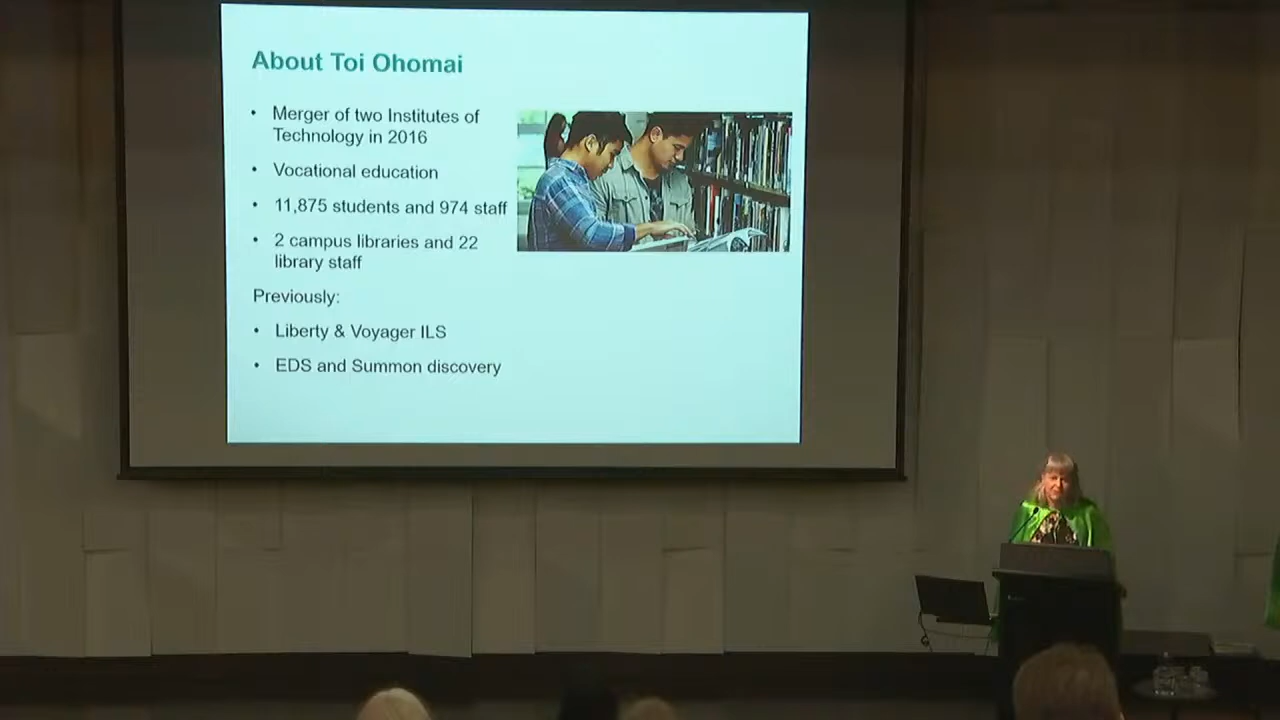 About Toi Ohomai
• Merger of two Institutes of
Technology in 2016
• Vocational education
• 11,875 students and 974 staff
• 2 campus libraries and 22
library staff
Previously:
• Liberty & Voyager ILS
• EDS and Summon discovery